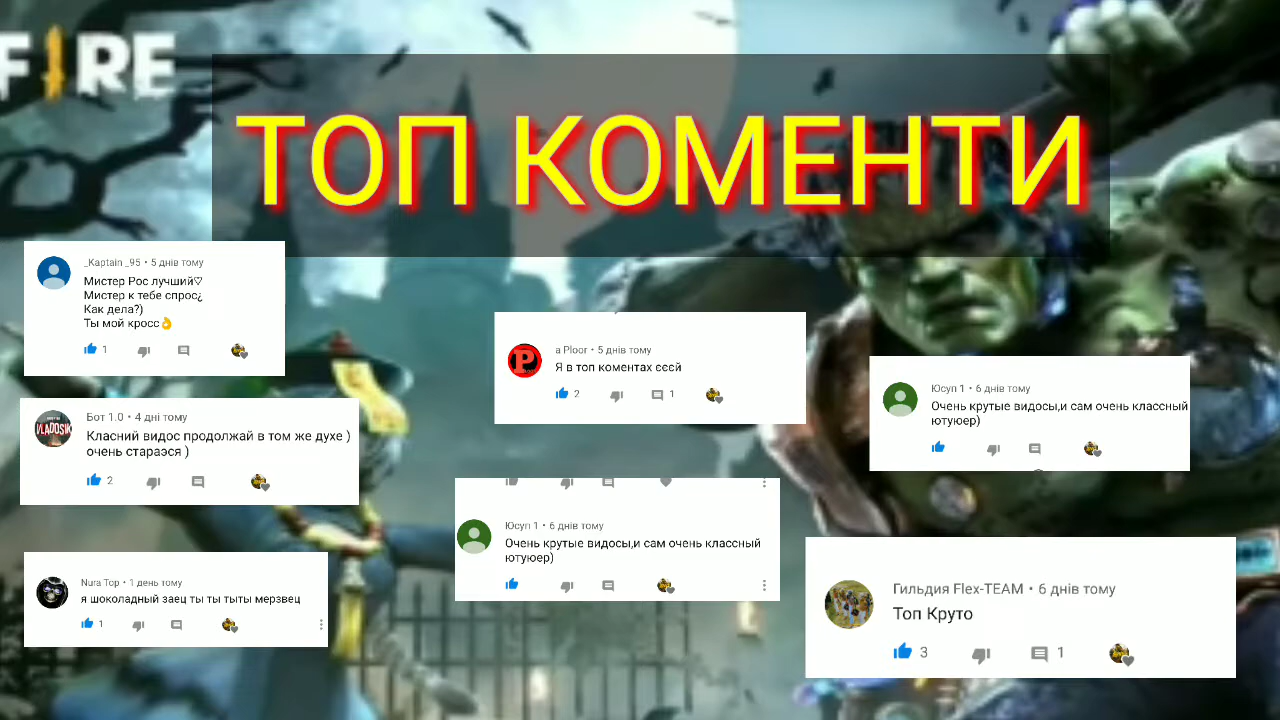 FIRE
ТОП КОМЕНТИ
_Kaptain _95 • 5 днів тому
Мистер Рос лучший♡
Мистер к тебе спрос¿
Как дела?)
Ты мой кросс👌
1
a Ploor • 5 днів тому
Я в топ коментах єєєй
2 1
Юсуп 1 • 6 днів тому
Очень крутые видосы,и сам очень классный
ютуюер)
Бот 1.0 • 4 дні тому
Класний видос продолжай в том же духе )
очень стараэся )
2
Юсуп 1 • 6 днів тому
Очень крутые видосы,и сам очень классный
ютуюер)
Nura Top • 1 день тому
я шоколадный заец ты ты тыты мерзвец
1
Гильдия Flex-TEAM • 6 днів тому
Топ Круто
3 1